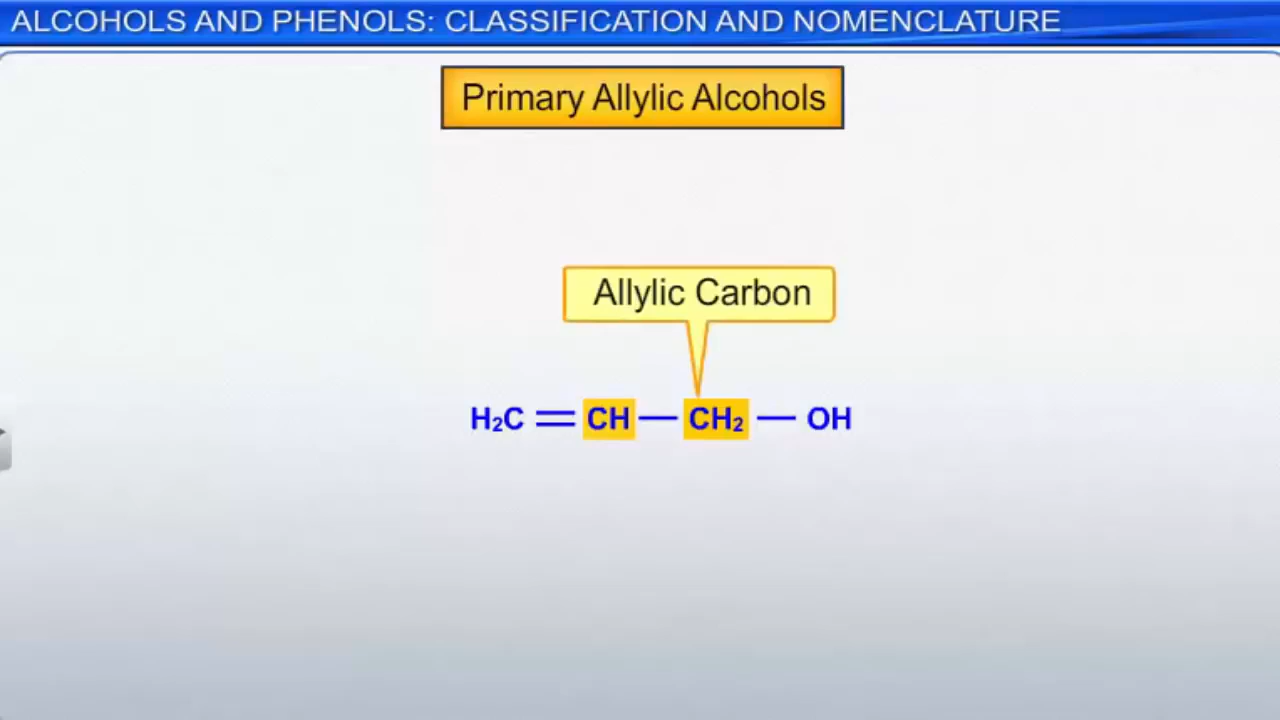 ALCOHOLS AND PHENOLS: CLASSIFICATION AND NOMENCLATURE
Primary Allylic Alcohols
Allylic Carbon
H₂C = CH — CH₂ — OH